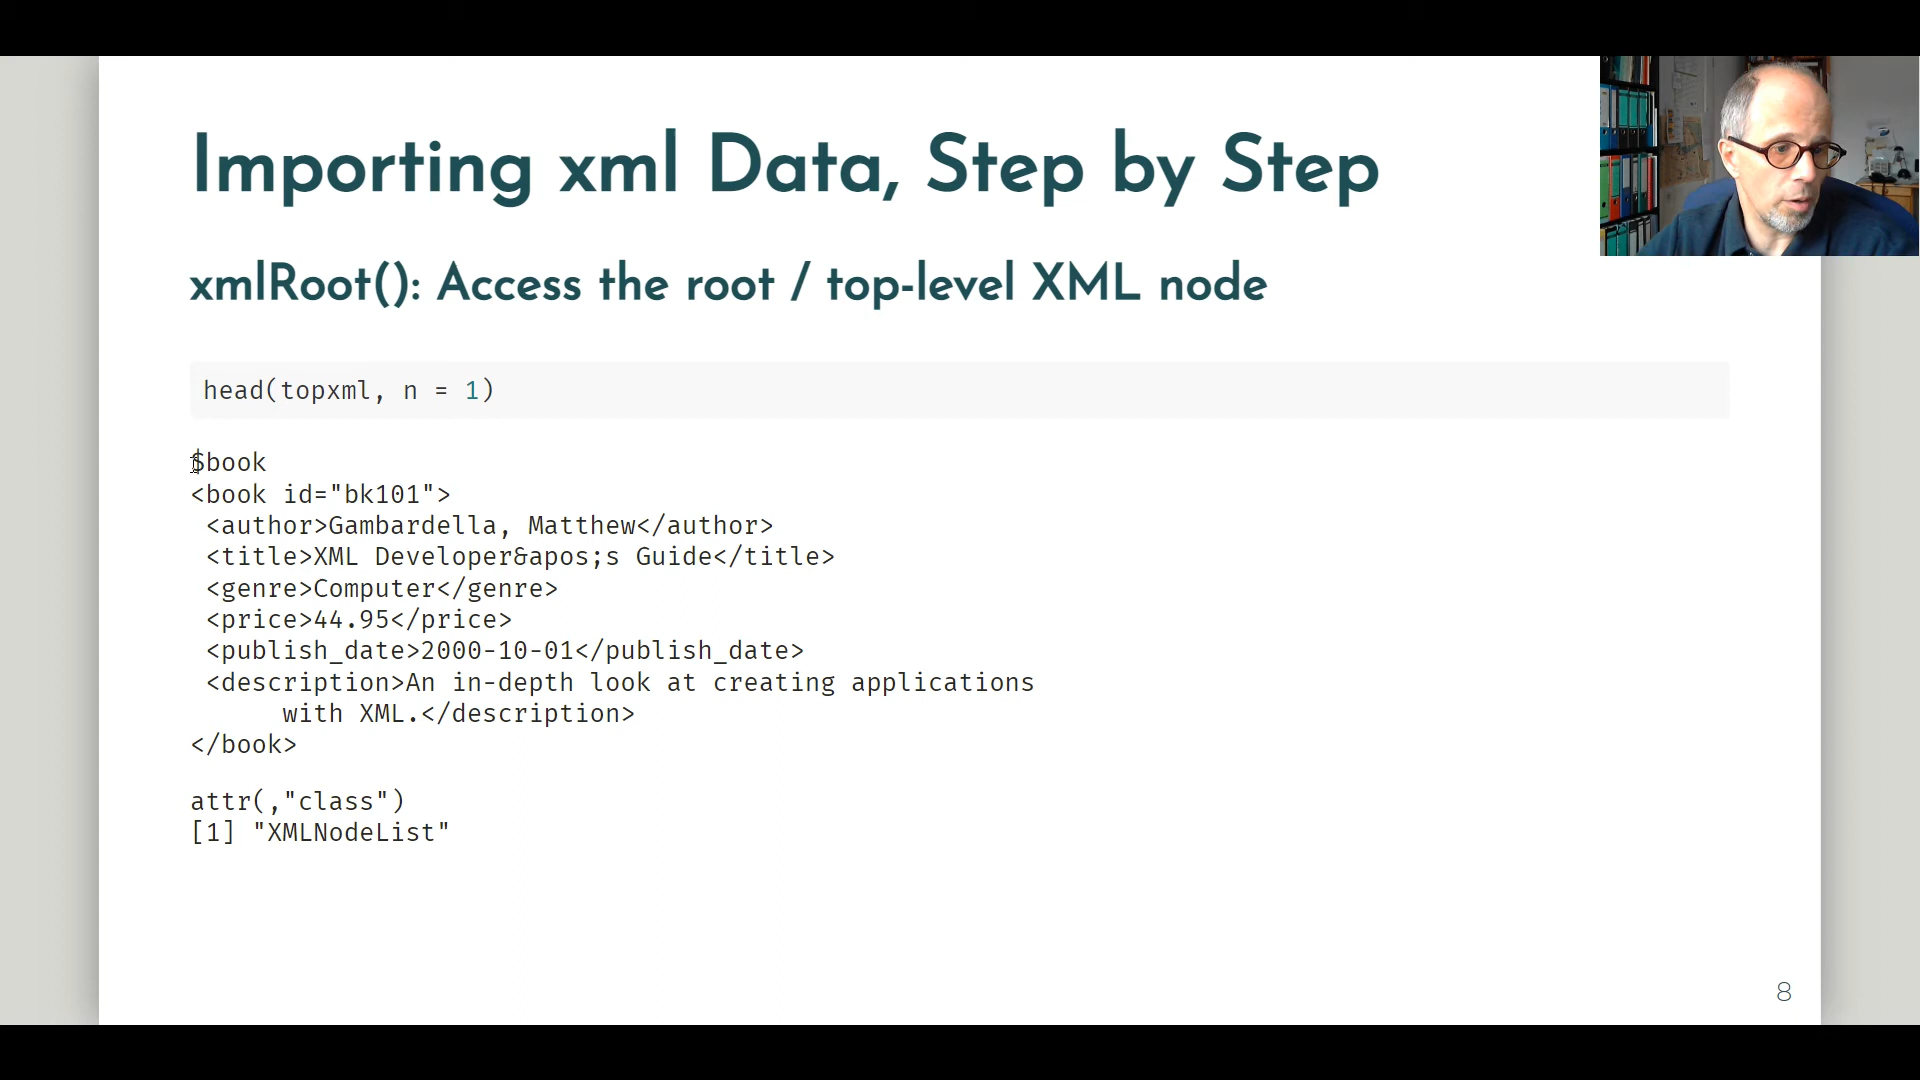 Importing xml Data, Step by Step
xmlRoot(): Access the root / top-level XML node
head(topxml, n = 1)
$book
<book id="bk101">
 <author>Gambardella, Matthew</author>
 <title>XML Developer&apos;s Guide</title>
 <genre>Computer</genre>
 <price>44.95</price>
 <publish_date>2000-10-01</publish_date>
 <description>An in-depth look at creating applications
      with XML.</description>
</book>
attr(,"class")
[1] "XMLNodeList"
8